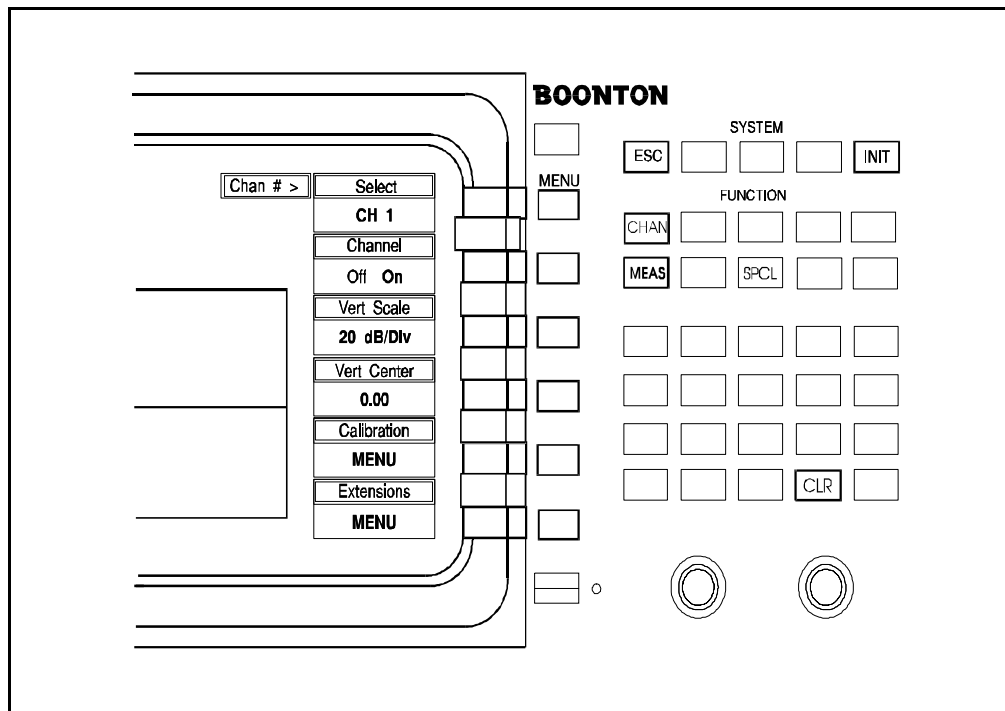 BOONTON
SYSTEM
ESC INIT
MENU
FUNCTION
CHAN
MEAS SPCL
CLR
Chan # >
Select
CH 1
Channel
Off On
Vert Scale
20 dB/Div
Vert Center
0.00
Calibration
MENU
Extensions
MENU